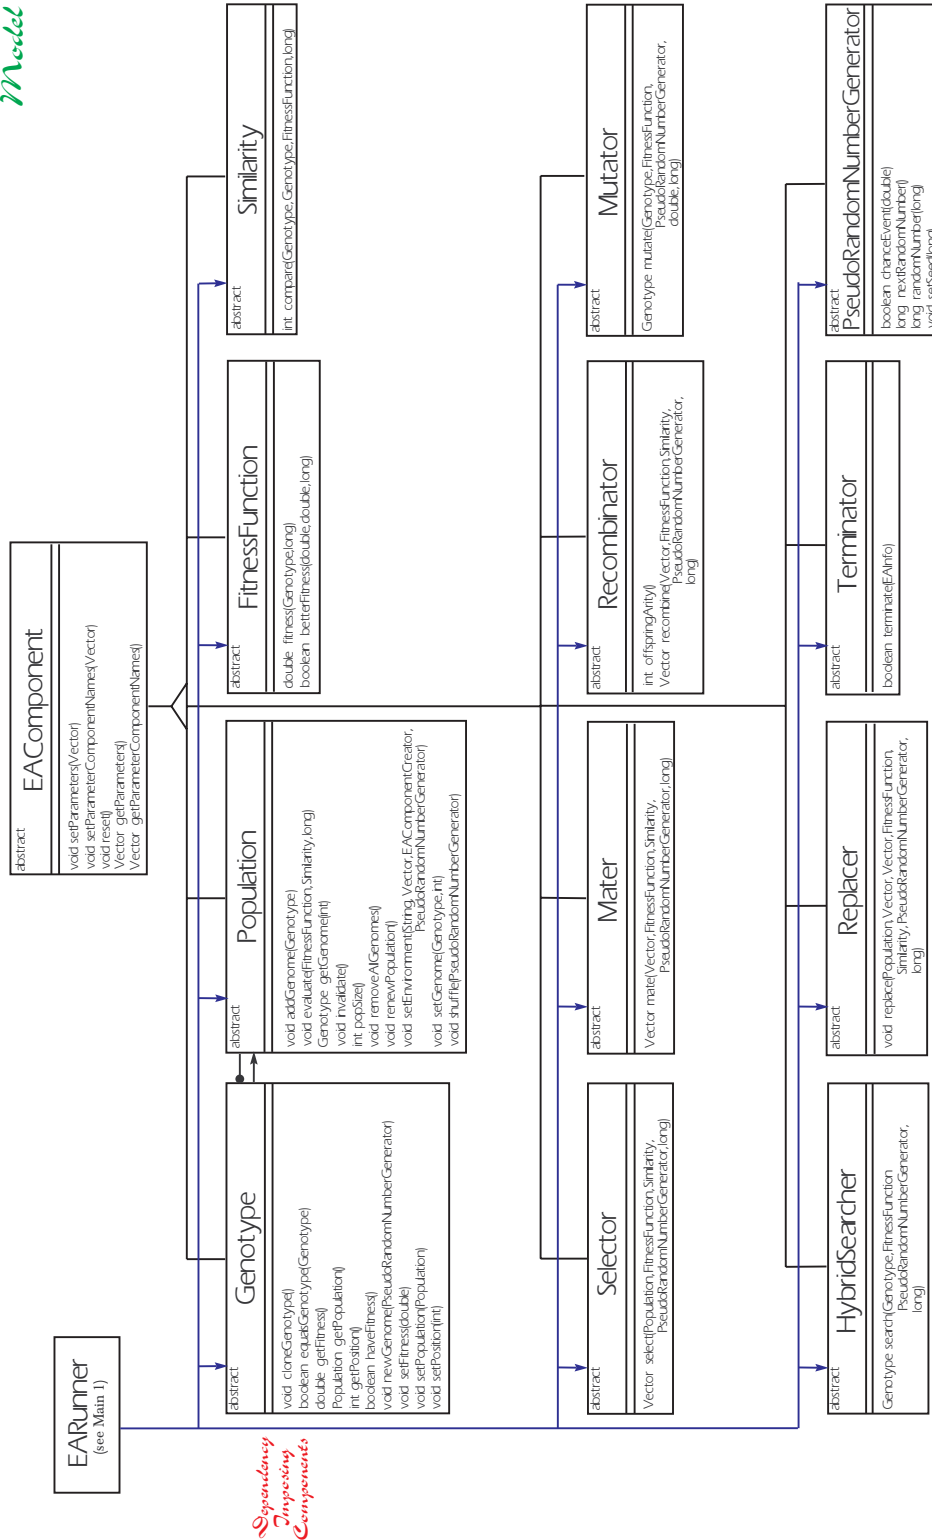 Model
EARunner
(see Main 1)
abstract
EAComponent
void setParameters(Vector)
void setParameterComponentNames(Vector)
void reset()
Vector getParameters()
Vector getParameterComponentNames()
Dependency
Imposing
Components
abstract
Genotype
void cloneGenotype()
boolean equalsGenotype(Genotype)
double getFitness()
Population getPopulation()
int getPosition()
boolean haveFitness()
void newGenome(PseudoRandomNumberGenerator)
void setFitness(double)
void setPopulation(Population)
void setPosition(int)
abstract
Population
void addGenome(Genotype)
void evaluate(FitnessFunction,Similarity,long)
Genotype getGenome(int)
void invalidate()
int popSize()
void removeAllGenomes()
void renewPopulation()
void setEnvironment(String,Vector,EAComponentCreator,
PseudoRandomNumberGenerator)
void setGenome(Genotype,int)
void shuffle(PseudoRandomNumberGenerator)
abstract
FitnessFunction
double fitness(Genotype,long)
boolean betterFitness(double,double,long)
abstract
Similarity
int compare(Genotype,Genotype,FitnessFunction,long)
abstract
Selector
Vector select(Population,FitnessFunction,Similarity,
PseudoRandomNumberGenerator,long)
abstract
Mater
Vector mate(Vector,FitnessFunction,Similarity,
PseudoRandomNumberGenerator,long)
abstract
Recombinator
int offspringArity()
Vector recombine(Vector,FitnessFunction,Similarity,
PseudoRandomNumberGenerator,
long)
abstract
Mutator
Genotype mutate(Genotype,FitnessFunction,
PseudoRandomNumberGenerator,
double,long)
abstract
HybridSearcher
Genotype search(Genotype,FitnessFunction
PseudoRandomNumberGenerator,
long)
abstract
Replacer
void replace(Population,Vector,Vector,FitnessFunction,
Similarity,PseudoRandomNumberGenerator,
long)
abstract
Terminator
boolean terminate(EAInfo)
abstract
PseudoRandomNumberGenerator
boolean chanceEvent(double)
long nextRandomNumber()
long randomNumber(long)
void setSeed(long)